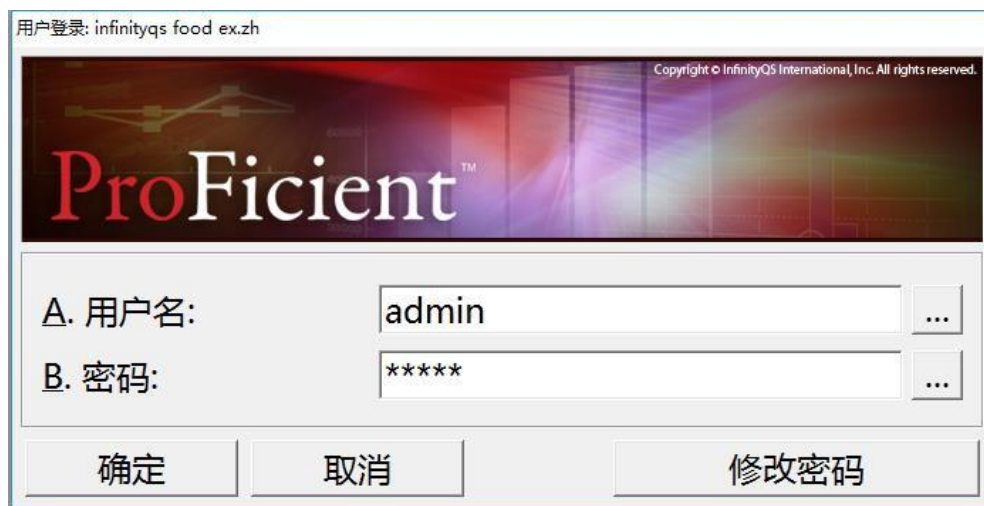 用户登录: infinityqs food ex.zh
Copyright © InfinityQS International, Inc. All rights reserved.
ProFicient™
A. 用户名: admin ...
B. 密码: ***** ...
确定 取消 修改密码